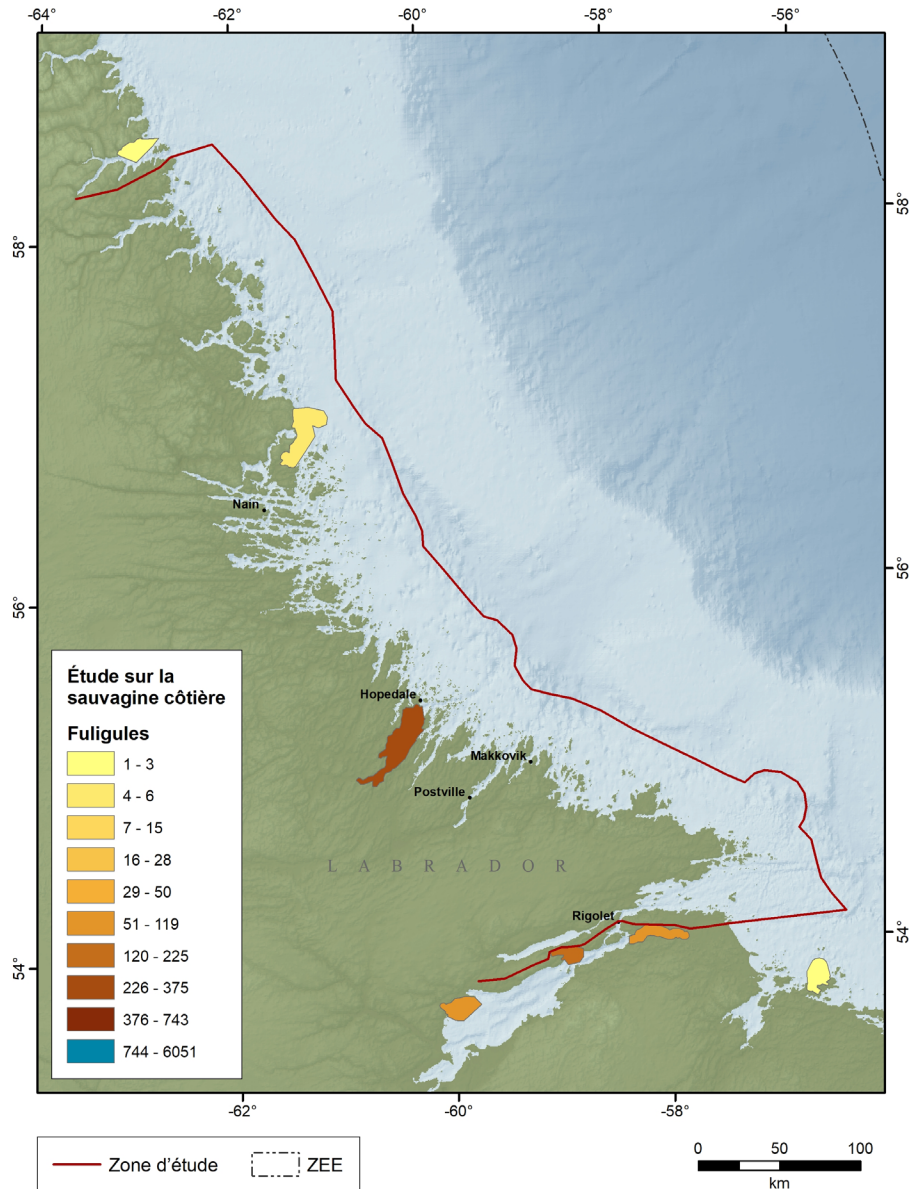 -64°
-62°
-60°
-58°
-56°
58°
58°
Nain
56°
56°
Étude sur la
sauvagine côtière
Fuligules
1 - 3
4 - 6
7 - 15
16 - 28
29 - 50
51 - 119
120 - 225
226 - 375
376 - 743
744 - 6051
Hopedale
Makkovik
Postville
LABRADOR
Rigolet
54°
54°
-62°
-60°
-58°
-56°
Zone d'étude
ZEE
0 50 100
km